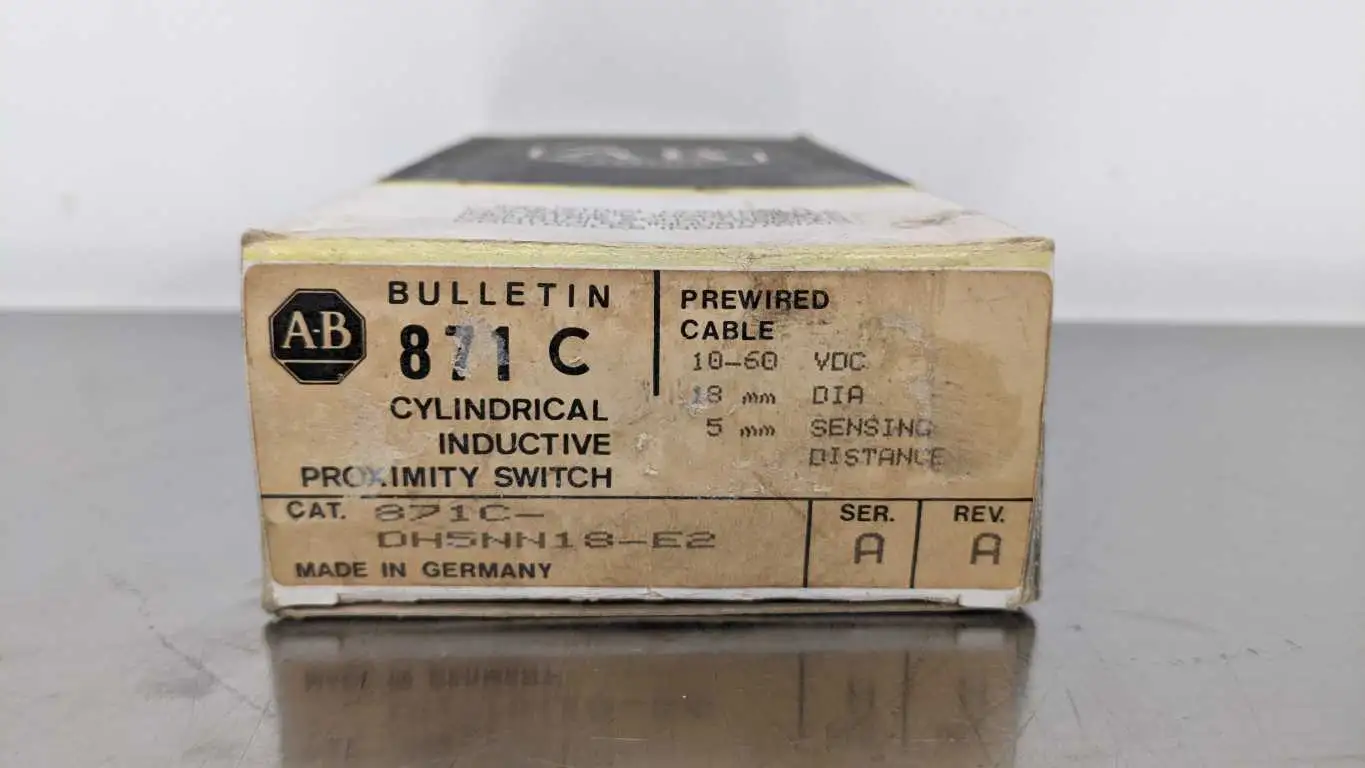 A-B
BULLETIN
871 C
CYLINDRICAL
INDUCTIVE
PROXIMITY SWITCH
PREWIRED
CABLE
10-60 VDC
18 mm DIA
5 mm SENSING
DISTANCE
CAT. 871C-
DH5NN18-E2
MADE IN GERMANY
SER.
A
REV.
A